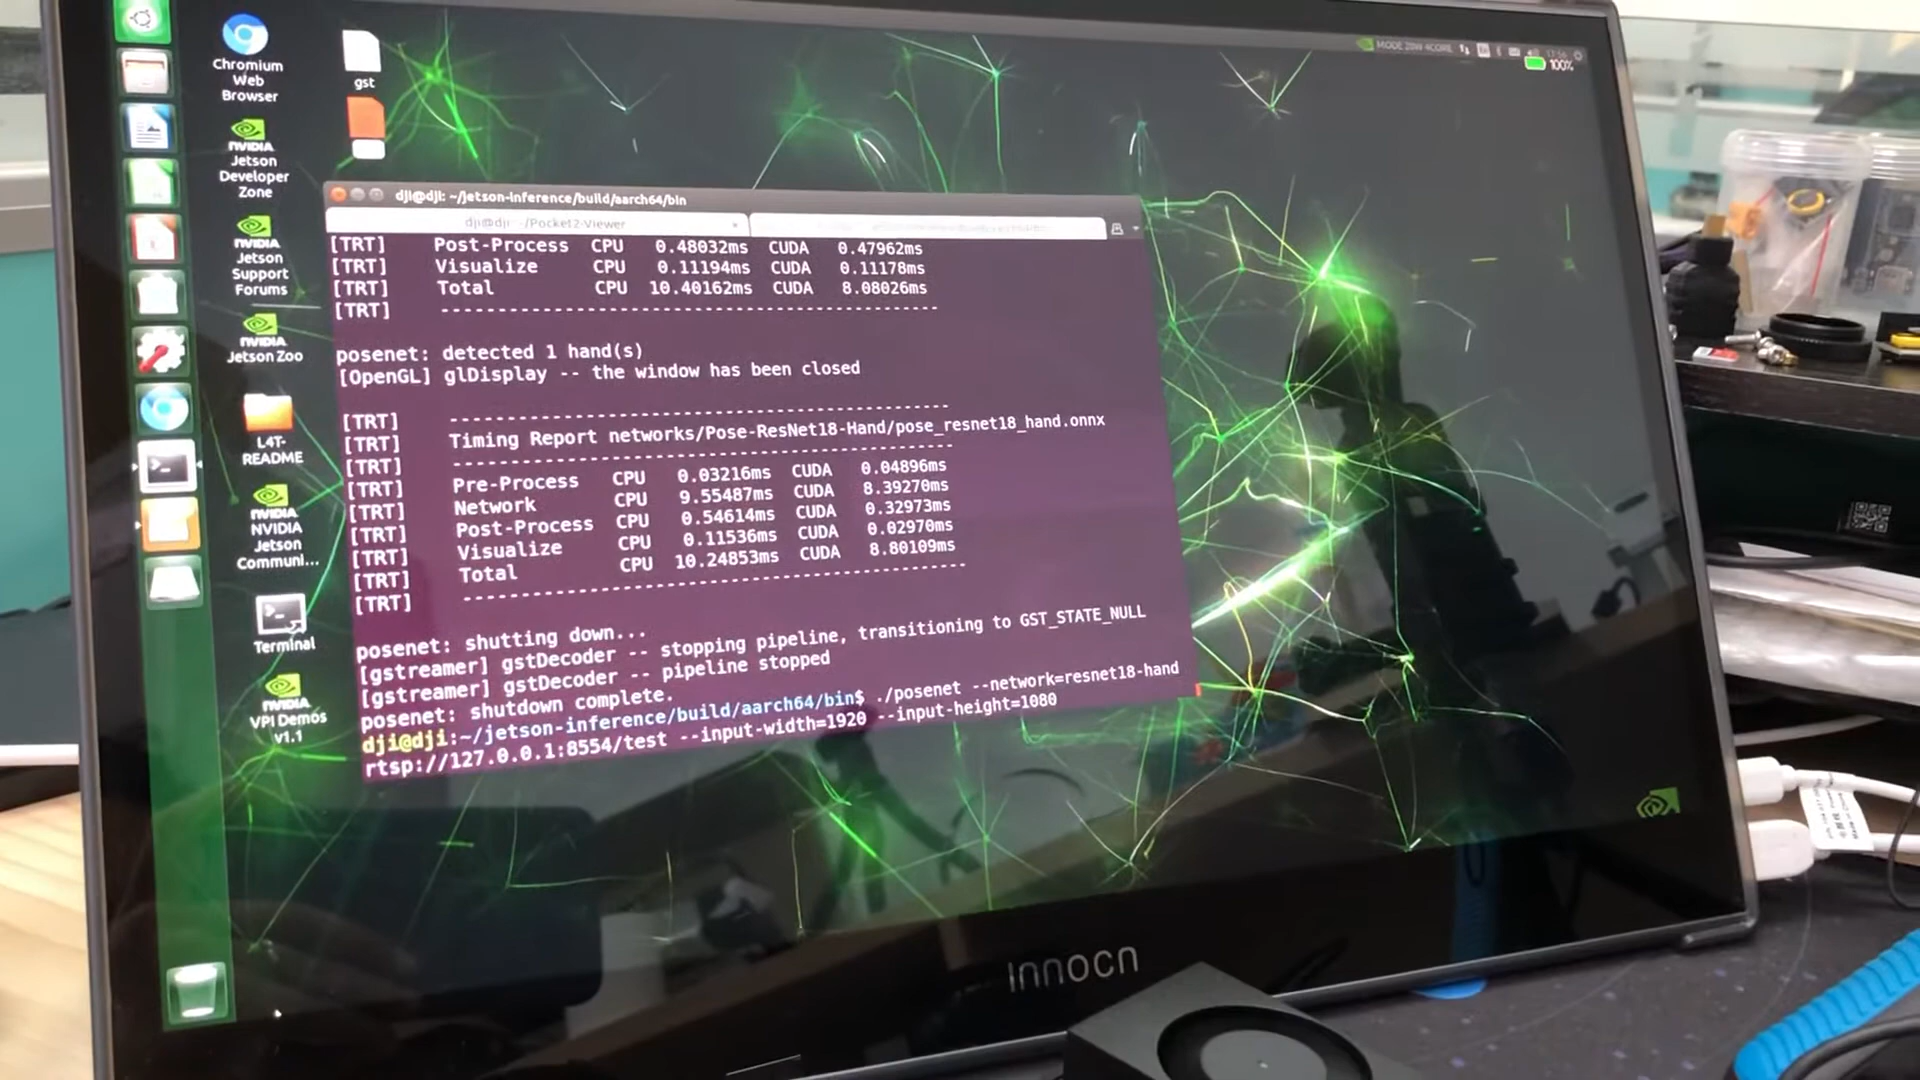 MODE 20W 4CORE
100%
Chromium
Web
Browser
gst
NVIDIA
Jetson
Developer
Zone
NVIDIA
Jetson
Support
Forums
NVIDIA
Jetson Zoo
L4T-
README
NVIDIA
NVIDIA
Jetson
Communi...
Terminal
NVIDIA
VPI Demos
v1.1
dji@dji: ~/jetson-inference/build/aarch64/bin
dji@dji: ~/Pocket2-Viewer
[TRT] Post-Process CPU 0.48032ms CUDA 0.47962ms
[TRT] Visualize CPU 0.11194ms CUDA 0.11178ms
[TRT] Total CPU 10.40162ms CUDA 8.08026ms
[TRT] -----------------------------------------------
posenet: detected 1 hand(s)
[OpenGL] glDisplay -- the window has been closed
[TRT] -----------------------------------------------
[TRT] Timing Report networks/Pose-ResNet18-Hand/pose_resnet18_hand.onnx
[TRT] -----------------------------------------------
[TRT] Pre-Process CPU 0.03216ms CUDA 0.04896ms
[TRT] Network CPU 9.55487ms CUDA 8.39270ms
[TRT] Post-Process CPU 0.54614ms CUDA 0.32973ms
[TRT] Visualize CPU 0.11536ms CUDA 0.02970ms
[TRT] Total CPU 10.24853ms CUDA 8.80109ms
[TRT] -----------------------------------------------
posenet: shutting down...
[gstreamer] gstDecoder -- stopping pipeline, transitioning to GST_STATE_NULL
[gstreamer] gstDecoder -- pipeline stopped
posenet: shutdown complete.
dji@dji:~/jetson-inference/build/aarch64/bin$ ./posenet --network=resnet18-hand
rtsp://127.0.0.1:8554/test --input-width=1920 --input-height=1080
INNOCN